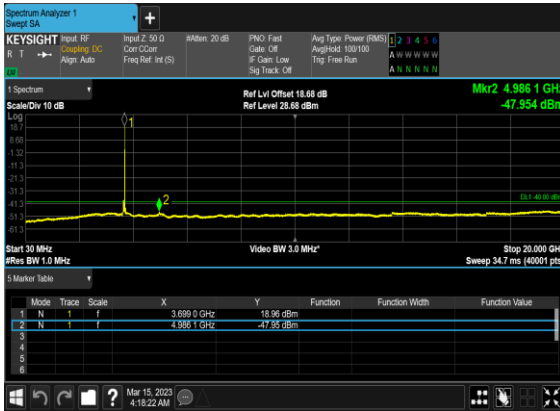 Spectrum Analyzer 1
Swept SA
+
KEYSIGHT Input: RF Input Z: 50 Ω #Atten: 20 dB PNO: Fast Avg Type: Power (RMS) 1 2 3 4 5 6
R T Coupling: DC Corr CCorr Gate: Off Avg|Hold: 100/100 A W W W W W
Align: Auto Freq Ref: Int (S) IF Gain: Low Trig: Free Run
Sig Track: Off A N N N N N
LXI
1 Spectrum Ref Lvl Offset 18.68 dB Mkr2 4.986 1 GHz
Scale/Div 10 dB Ref Level 28.68 dBm -47.954 dBm
Log
18.7
8.68
-1.32
-11.3
-21.3
-31.3
-41.3
-51.3
-61.3
1
2
DL1 -40.00 dBm
Start 30 MHz Video BW 3.0 MHz* Stop 20.000 GHz
#Res BW 1.0 MHz Sweep 34.7 ms (40001 pts)
5 Marker Table
Mode Trace Scale X Y Function Function Width Function Value
1 N 1 f 3.699 0 GHz 18.96 dBm
2 N 1 f 4.986 1 GHz -47.95 dBm
3
4
5
6
? Mar 15, 2023
4:18:22 AM